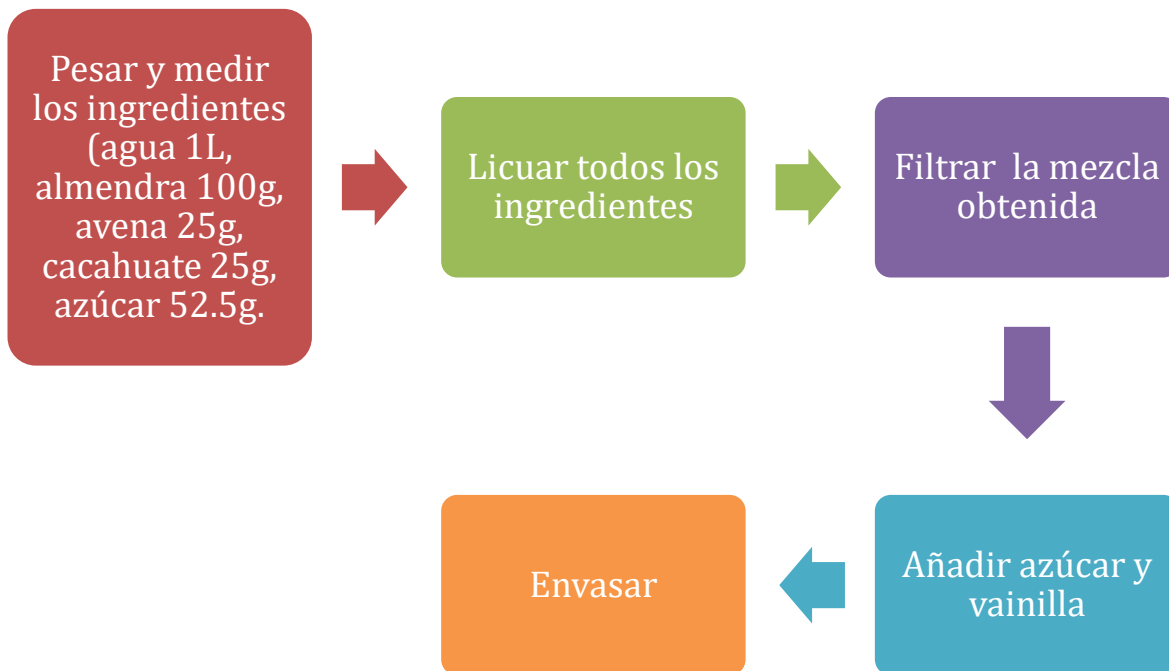 Pesar y medir
los ingredientes
(agua 1L,
almendra 100g,
avena 25g,
cacahuate 25g,
azúcar 52.5g.
Licuar todos los
ingredientes
Filtrar la mezcla
obtenida
Añadir azúcar y
vainilla
Envasar